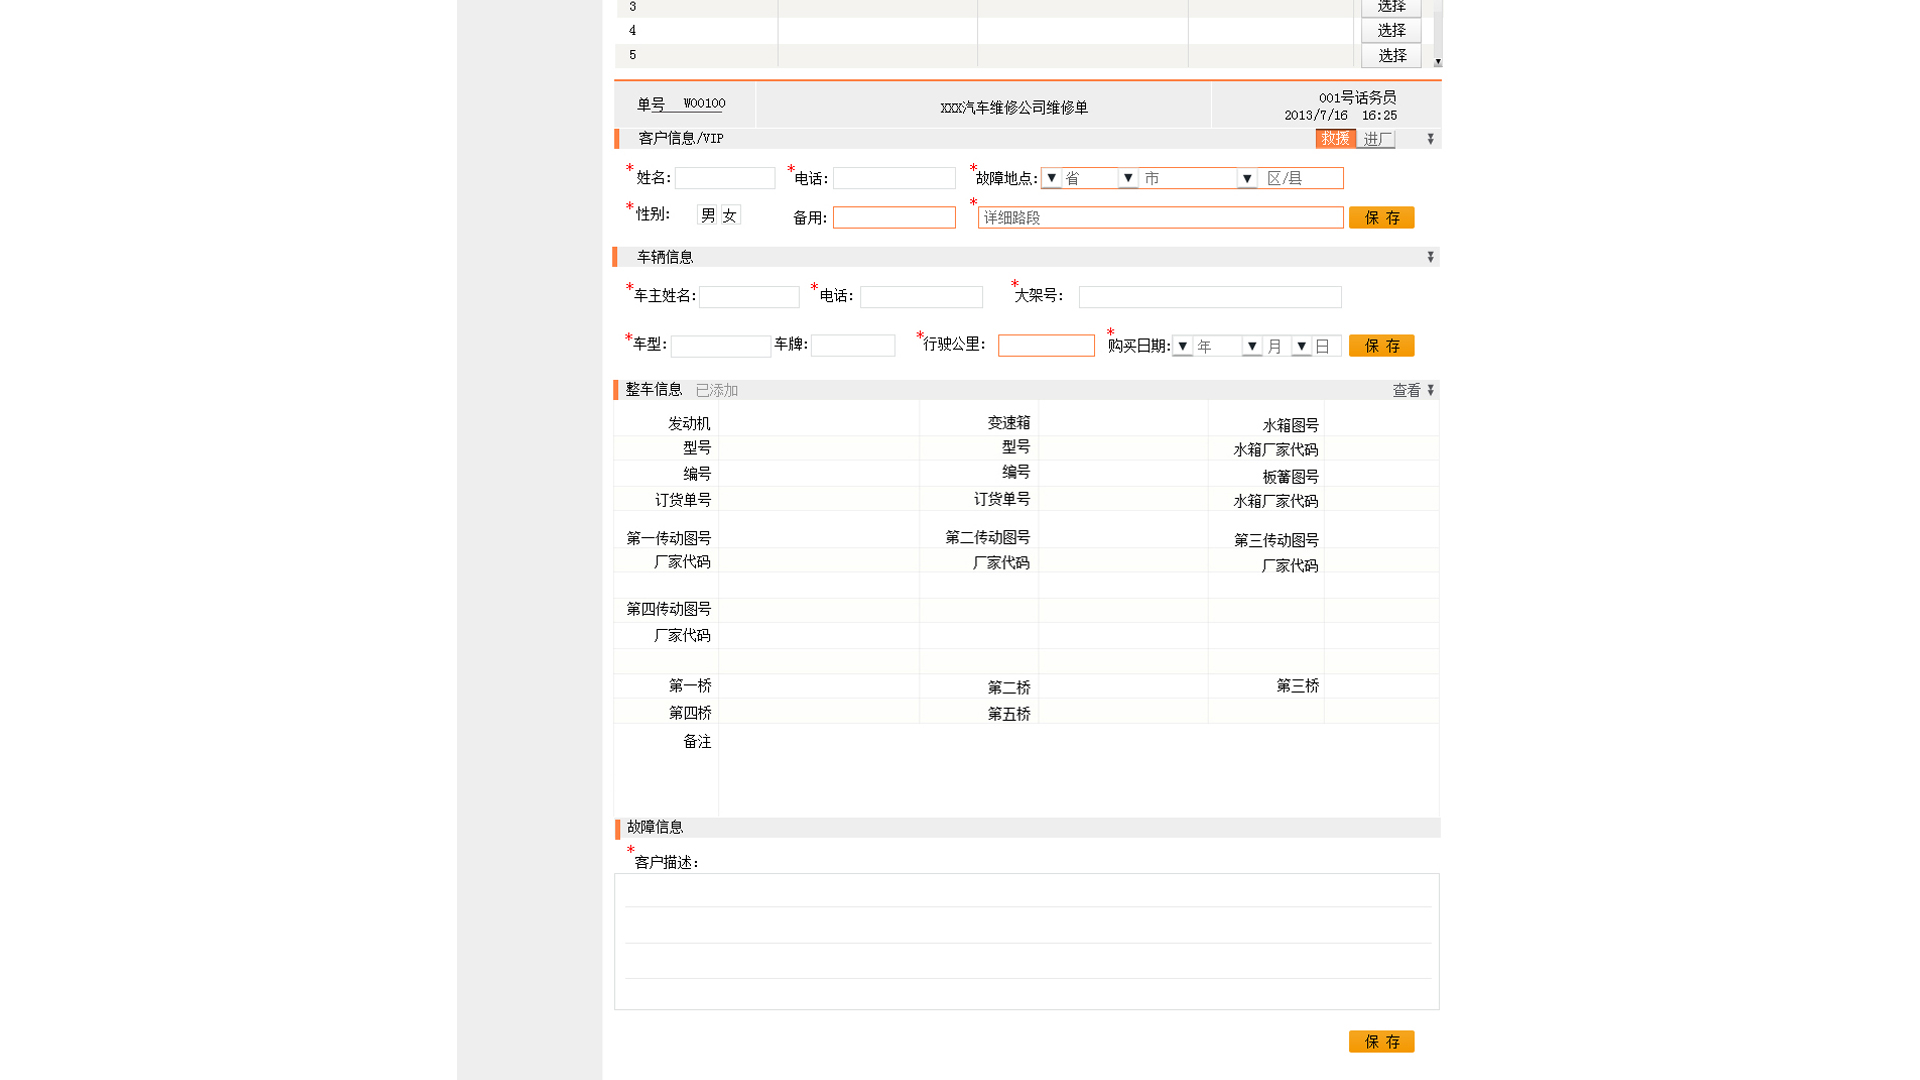 3 选择
4 选择
5 选择
单号 W00100 XXX汽车维修公司维修单 001号话务员
2013/7/16 16:25
客户信息/VIP 救援 进厂
*姓名: *电话: *故障地点: ▼ 省 ▼ 市 ▼ 区/县
*性别: 男 女 备用: * 详细路段 保 存
车辆信息
*车主姓名: *电话: *大架号:
*车型: 车牌: *行驶公里: *购买日期: ▼ 年 ▼ 月 ▼ 日 保 存
整车信息 已添加 查看
发动机 变速箱 水箱图号
型号 型号 水箱厂家代码
编号 编号 板蓄图号
订货单号 订货单号 水箱厂家代码
第一传动图号 第二传动图号 第三传动图号
厂家代码 厂家代码 厂家代码
第四传动图号
厂家代码
第一桥 第二桥 第三桥
第四桥 第五桥
备注
故障信息
*客户描述:
保 存